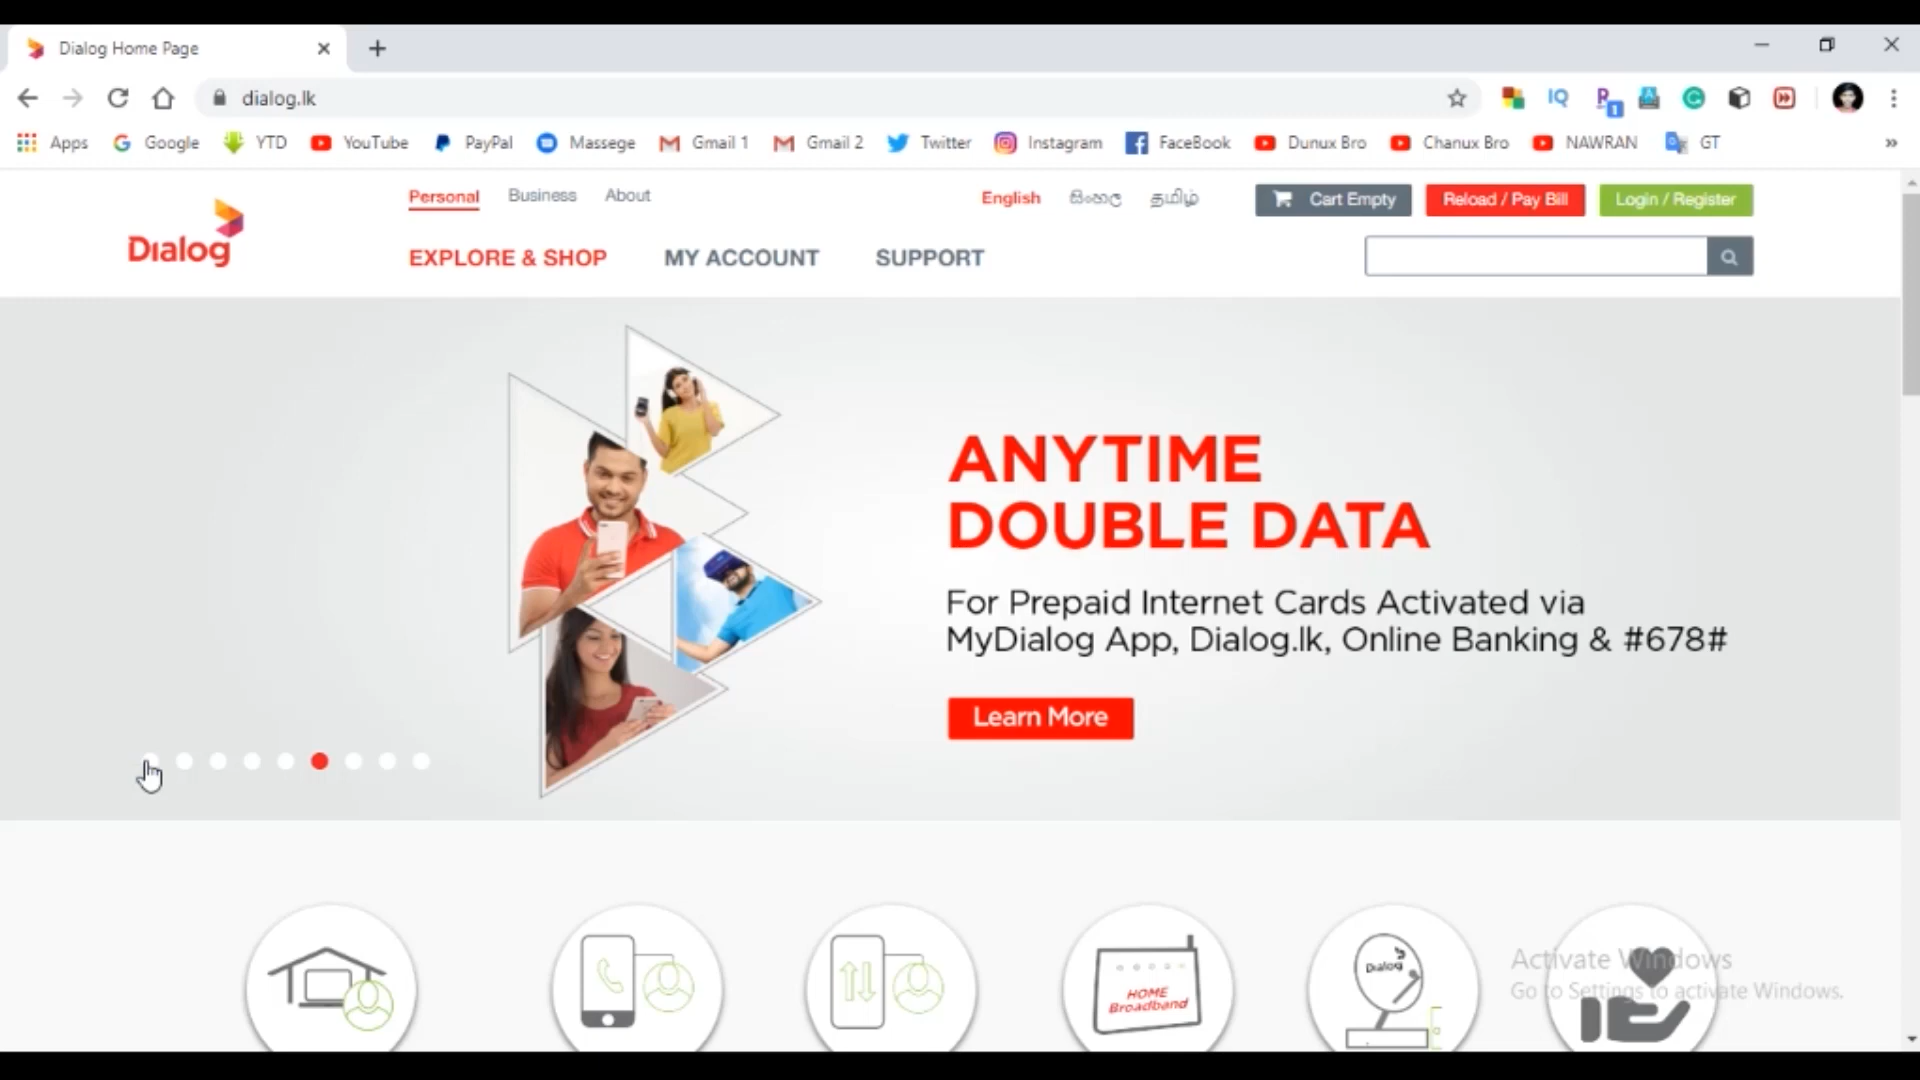 Dialog Home Page
dialog.lk
IQ
1
Apps Google YTD YouTube PayPal Massege Gmail 1 Gmail 2 Twitter Instagram FaceBook Dunux Bro Chanux Bro NAWRAN GT
Dialog
Personal Business About
English සිංහල தமிழ்
Cart Empty
Reload / Pay Bill
Login / Register
EXPLORE & SHOP MY ACCOUNT SUPPORT
ANYTIME
DOUBLE DATA
For Prepaid Internet Cards Activated via
MyDialog App, Dialog.lk, Online Banking & #678#
Learn More
HOME
Broadband
Dialog
Activate Windows
Go to Settings to activate Windows.